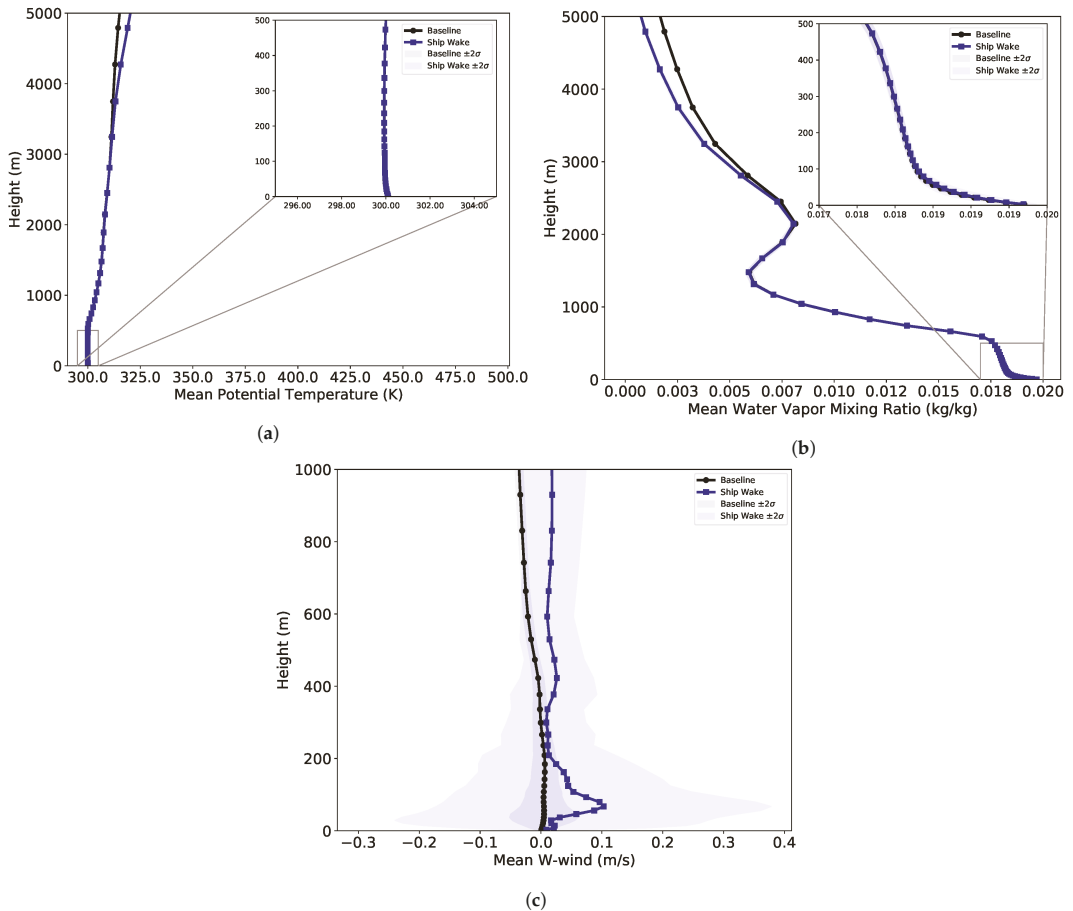 5000
4000
3000
2000
1000
0
Height (m)
300.0 325.0 350.0 375.0 400.0 425.0 450.0 475.0 500.0
Mean Potential Temperature (K)
500
400
300
200
100
0
296.00 298.00 300.00 302.00 304.00
Baseline
Ship Wake
Baseline ±2σ
Ship Wake ±2σ
(a)
5000
4000
3000
2000
1000
0
Height (m)
0.000 0.003 0.005 0.007 0.010 0.012 0.015 0.018 0.020
Mean Water Vapor Mixing Ratio (kg/kg)
500
400
300
200
100
0
0.017 0.018 0.018 0.019 0.019 0.019 0.020
Baseline
Ship Wake
Baseline ±2σ
Ship Wake ±2σ
(b)
1000
800
600
400
200
0
Height (m)
−0.3 −0.2 −0.1 0.0 0.1 0.2 0.3 0.4
Mean W-wind (m/s)
Baseline
Ship Wake
Baseline ±2σ
Ship Wake ±2σ
(c)